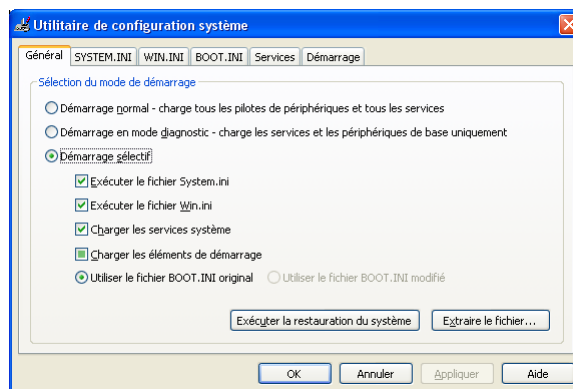 Utilitaire de configuration système
Général SYSTEM.INI WIN.INI BOOT.INI Services Démarrage
Sélection du mode de démarrage
Démarrage normal - charge tous les pilotes de périphériques et tous les services
Démarrage en mode diagnostic - charge les services et les périphériques de base uniquement
Démarrage sélectif
Exécuter le fichier System.ini
Exécuter le fichier Win.ini
Charger les services système
Charger les éléments de démarrage
Utiliser le fichier BOOT.INI original Utiliser le fichier BOOT.INI modifié
Exécuter la restauration du système Extraire le fichier...
OK Annuler Appliquer Aide